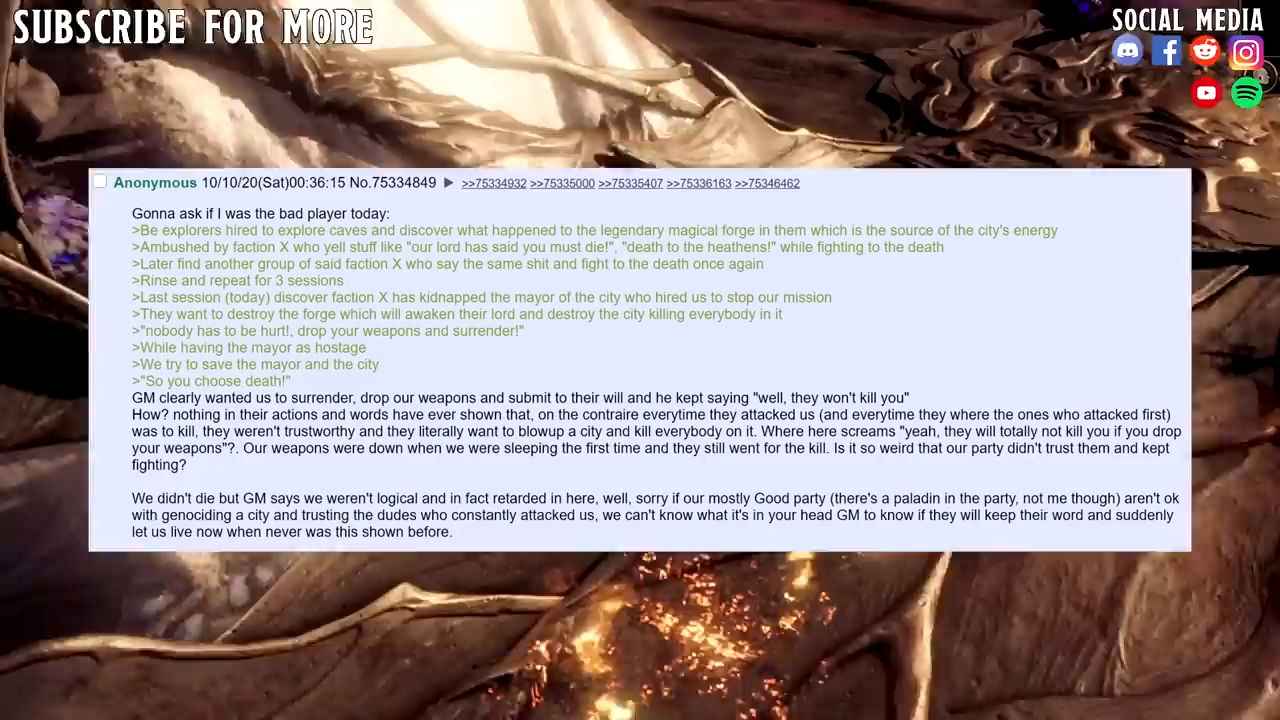 SUBSCRIBE FOR MORE
SOCIAL MEDIA
Anonymous 10/10/20(Sat)00:36:15 No.75334849 ▶ >>75334932 >>75335000 >>75335407 >>75336163 >>75346462
Gonna ask if I was the bad player today:
>Be explorers hired to explore caves and discover what happened to the legendary magical forge in them which is the source of the city's energy
>Ambushed by faction X who yell stuff like "our lord has said you must die!", "death to the heathens!" while fighting to the death
>Later find another group of said faction X who say the same shit and fight to the death once again
>Rinse and repeat for 3 sessions
>Last session (today) discover faction X has kidnapped the mayor of the city who hired us to stop our mission
>They want to destroy the forge which will awaken their lord and destroy the city killing everybody in it
>"nobody has to be hurt!, drop your weapons and surrender!"
>While having the mayor as hostage
>We try to save the mayor and the city
>"So you choose death!"
GM clearly wanted us to surrender, drop our weapons and submit to their will and he kept saying "well, they won't kill you"
How? nothing in their actions and words have ever shown that, on the contraire everytime they attacked us (and everytime they where the ones who attacked first)
was to kill, they weren't trustworthy and they literally want to blowup a city and kill everybody on it. Where here screams "yeah, they will totally not kill you if you drop
your weapons"?. Our weapons were down when we were sleeping the first time and they still went for the kill. Is it so weird that our party didn't trust them and kept
fighting?
We didn't die but GM says we weren't logical and in fact retarded in here, well, sorry if our mostly Good party (there's a paladin in the party, not me though) aren't ok
with genociding a city and trusting the dudes who constantly attacked us, we can't know what it's in your head GM to know if they will keep their word and suddenly
let us live now when never was this shown before.